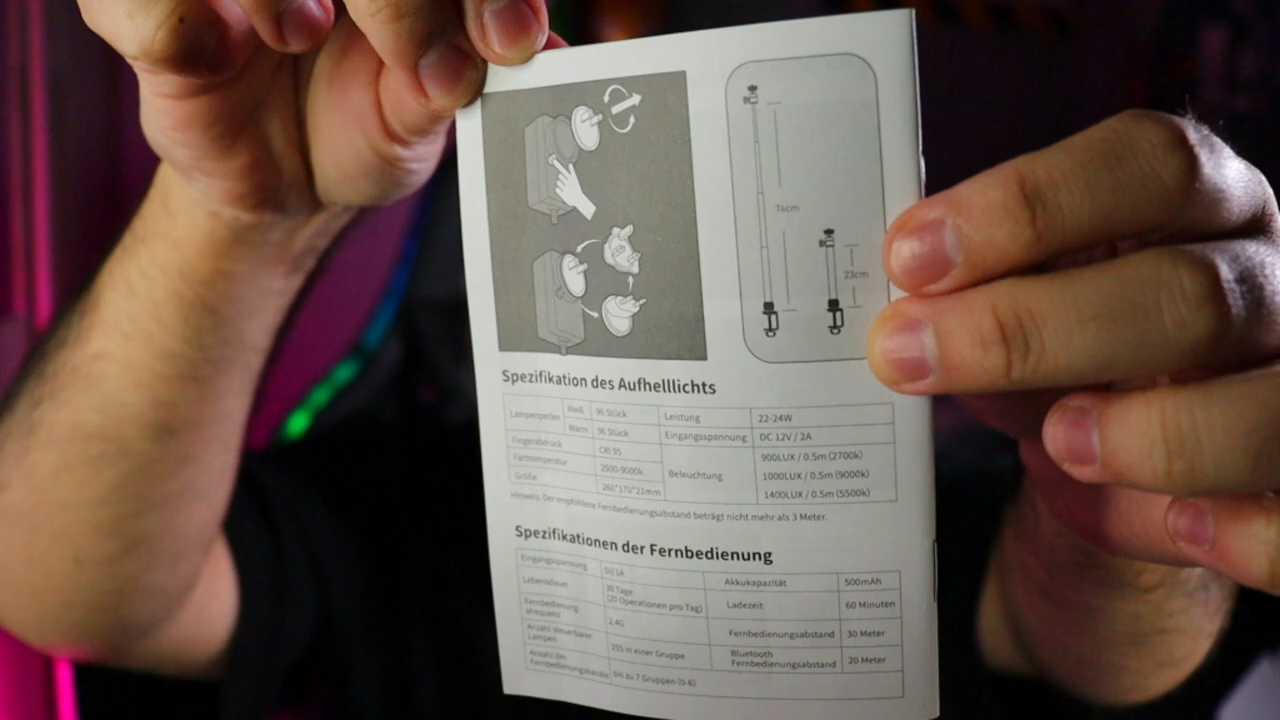 74cm
23cm
Spezifikation des Aufhelllichts
Lampenperlen Weiß 96 Stück Leistung 22-24W
Warm 96 Stück Eingangsspannung DC 12V / 2A
Fingerabdruck CRI 95 Beleuchtung 900LUX / 0.5m (2700k)
Farbtemperatur 2500-9000k 1000LUX / 0.5m (9000k)
Größe 260*170*21mm 1400LUX / 0.5m (5500k)
Hinweis: Der empfohlene Fernbedienungsabstand beträgt nicht mehr als 3 Meter.
Spezifikationen der Fernbedienung
Eingangsspannung 5V/1A Akkukapazität 500mAh
Lebensdauer 30 Tage Ladezeit 60 Minuten
(20 Operationen pro Tag)
Fernbedienung 2.4G Fernbedienungsabstand 30 Meter
sfrequenz
Anzahl steuerbarer 255 in einer Gruppe Bluetooth 20 Meter
Lampen Fernbedienungsabstand
Anzahl der bis zu 7 Gruppen (0-6)
Fernbedienungskanäle